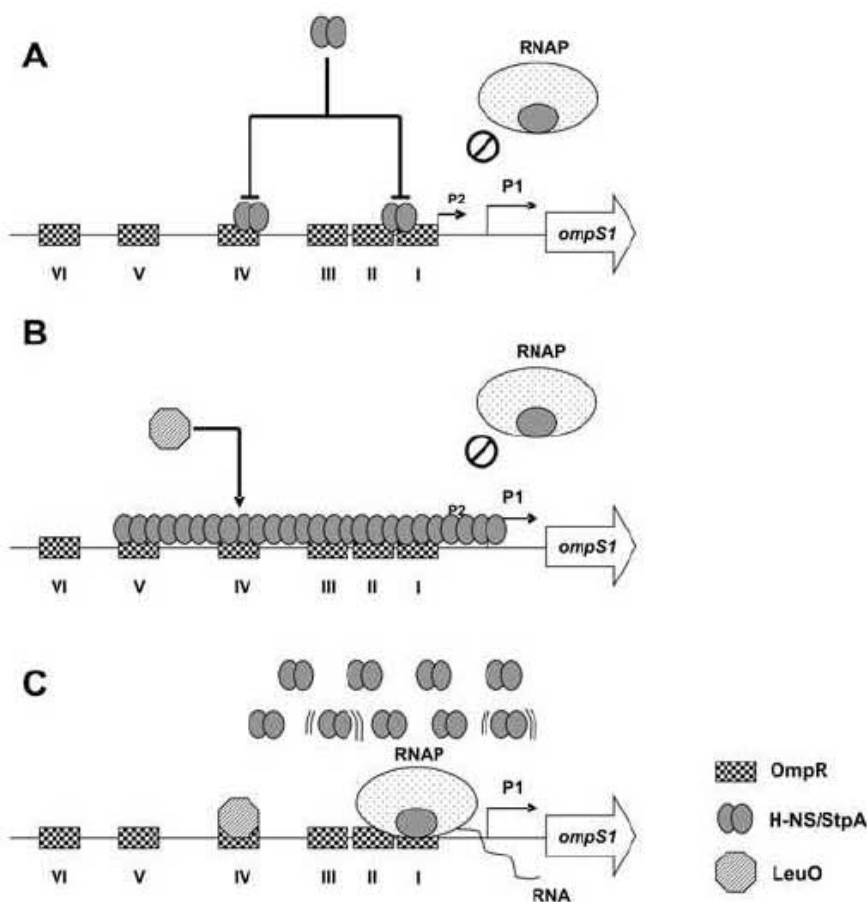 A
RNAP
P2
P1
ompS1
VI V IV III II I
B
RNAP
P2
P1
ompS1
VI V IV III II I
C
RNAP
P1
ompS1
VI V IV III II I
RNA
OmpR
H-NS/StpA
LeuO